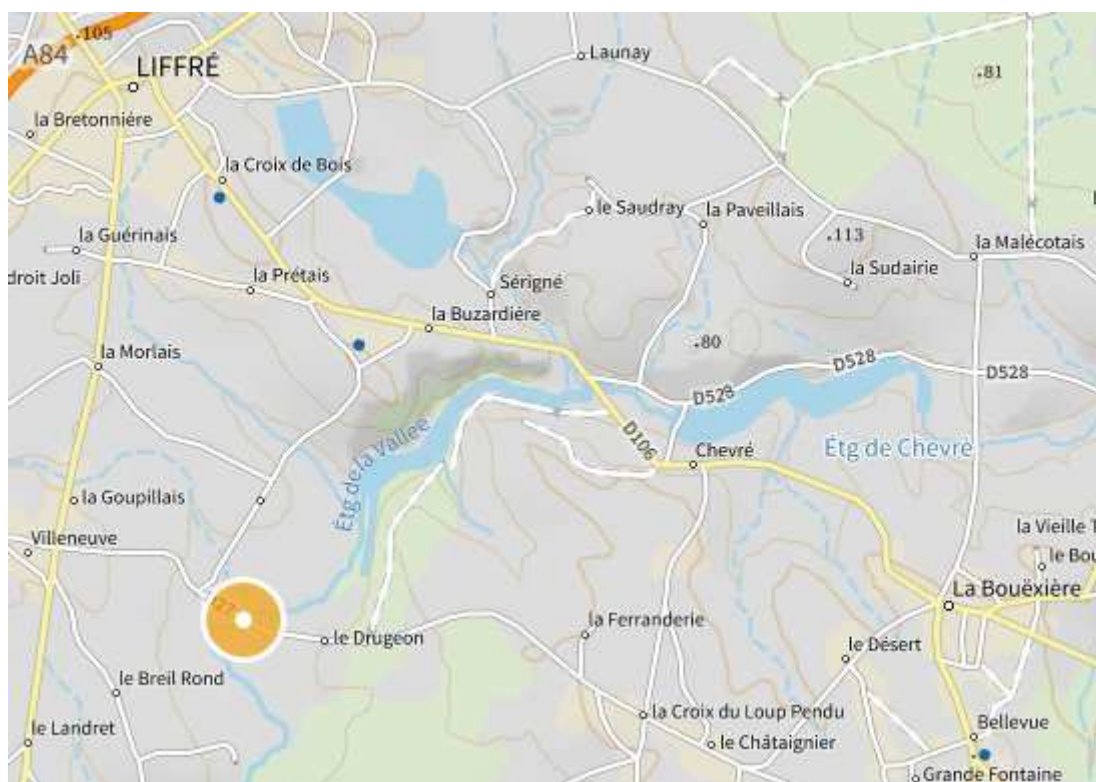 .105
A84
LIFFRÉ
Launay
.81
la Bretonnière
la Croix de Bois
le Saudray
la Paveillais
la Guérinais
.113
la Malécotais
droit Joli
la Prétais
Sérigné
la Sudairie
la Buzardière
.80
la Morlais
D528
D528
D528
Étg de la Vallée
D106
Chevré
Étg de Chevré
la Goupillais
Villeneuve
la Vieille T
le Bou
La Bouëxière
la Ferranderie
le Drugeon
le Désert
le Breil Rond
la Croix du Loup Pendu
le Landret
le Châtaignier
Bellevue
Grande Fontaine